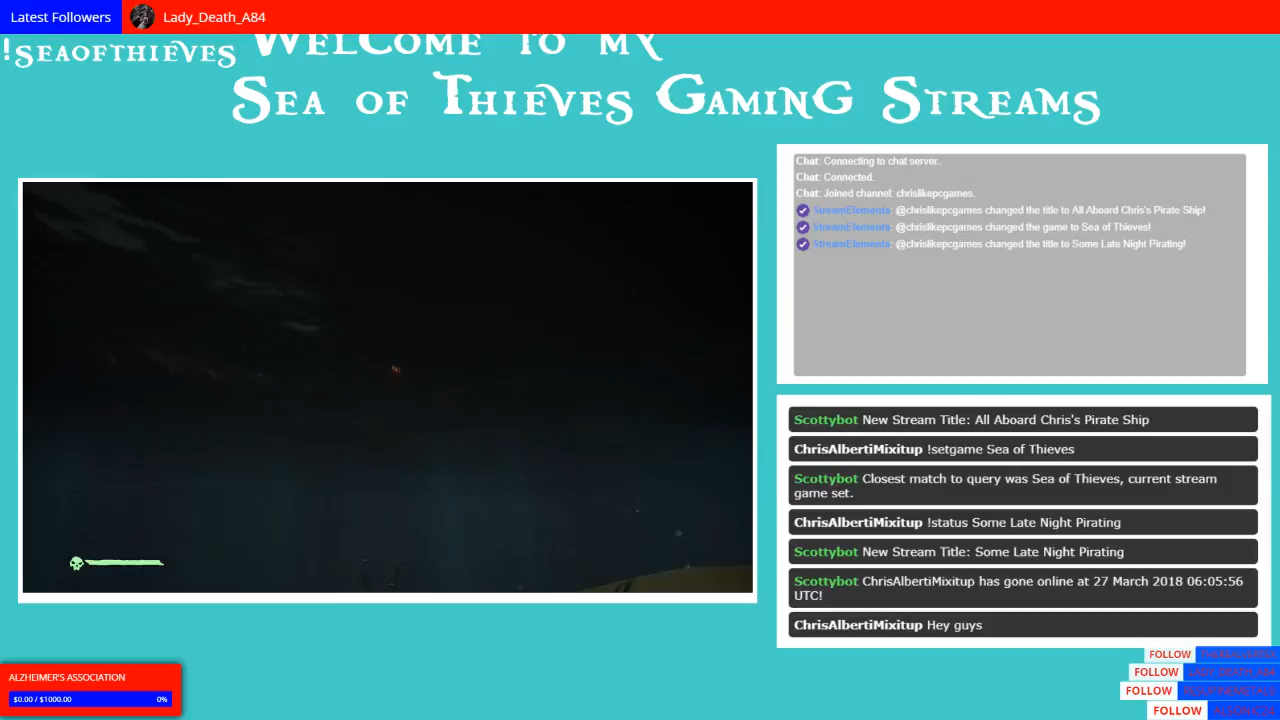 Latest Followers Lady_Death_A84
!SEAOFTHIEVES
WELCOME TO MY
SEA OF THIEVES GAMING STREAMS
Chat: Connecting to chat server..
Chat: Connected.
Chat: Joined channel: chrislikepcgames.
StreamElements: @chrislikepcgames changed the title to All Aboard Chris's Pirate Ship!
StreamElements: @chrislikepcgames changed the game to Sea of Thieves!
StreamElements: @chrislikepcgames changed the title to Some Late Night Pirating!
Scottybot New Stream Title: All Aboard Chris's Pirate Ship
ChrisAlbertiMixitup !setgame Sea of Thieves
Scottybot Closest match to query was Sea of Thieves, current stream
game set.
ChrisAlbertiMixitup !status Some Late Night Pirating
Scottybot New Stream Title: Some Late Night Pirating
Scottybot ChrisAlbertiMixitup has gone online at 27 March 2018 06:05:56
UTC!
ChrisAlbertiMixitup Hey guys
FOLLOW
FOLLOW LADY_DEATH_A84
FOLLOW
FOLLOW
ALZHEIMER'S ASSOCIATION
$0.00 / $1000.00 0%